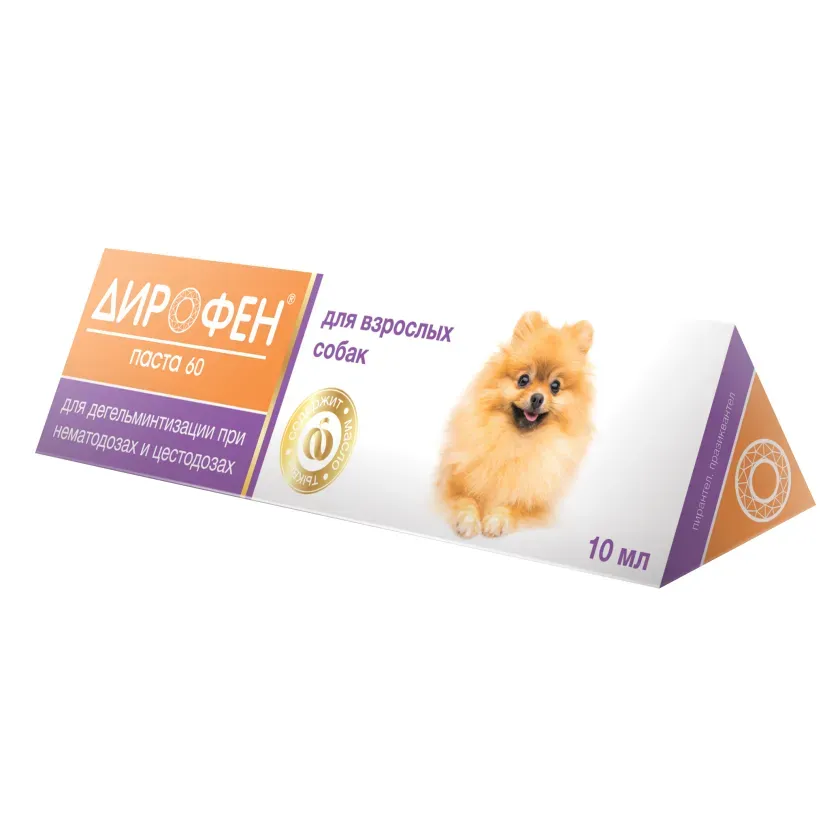 ДИРОФЕН®
паста 60
для дегельминтизации при
нематодозах и цестодозах
для взрослых
собак
содержит • масло • тыквы •
10 мл
пирантел, празиквантел